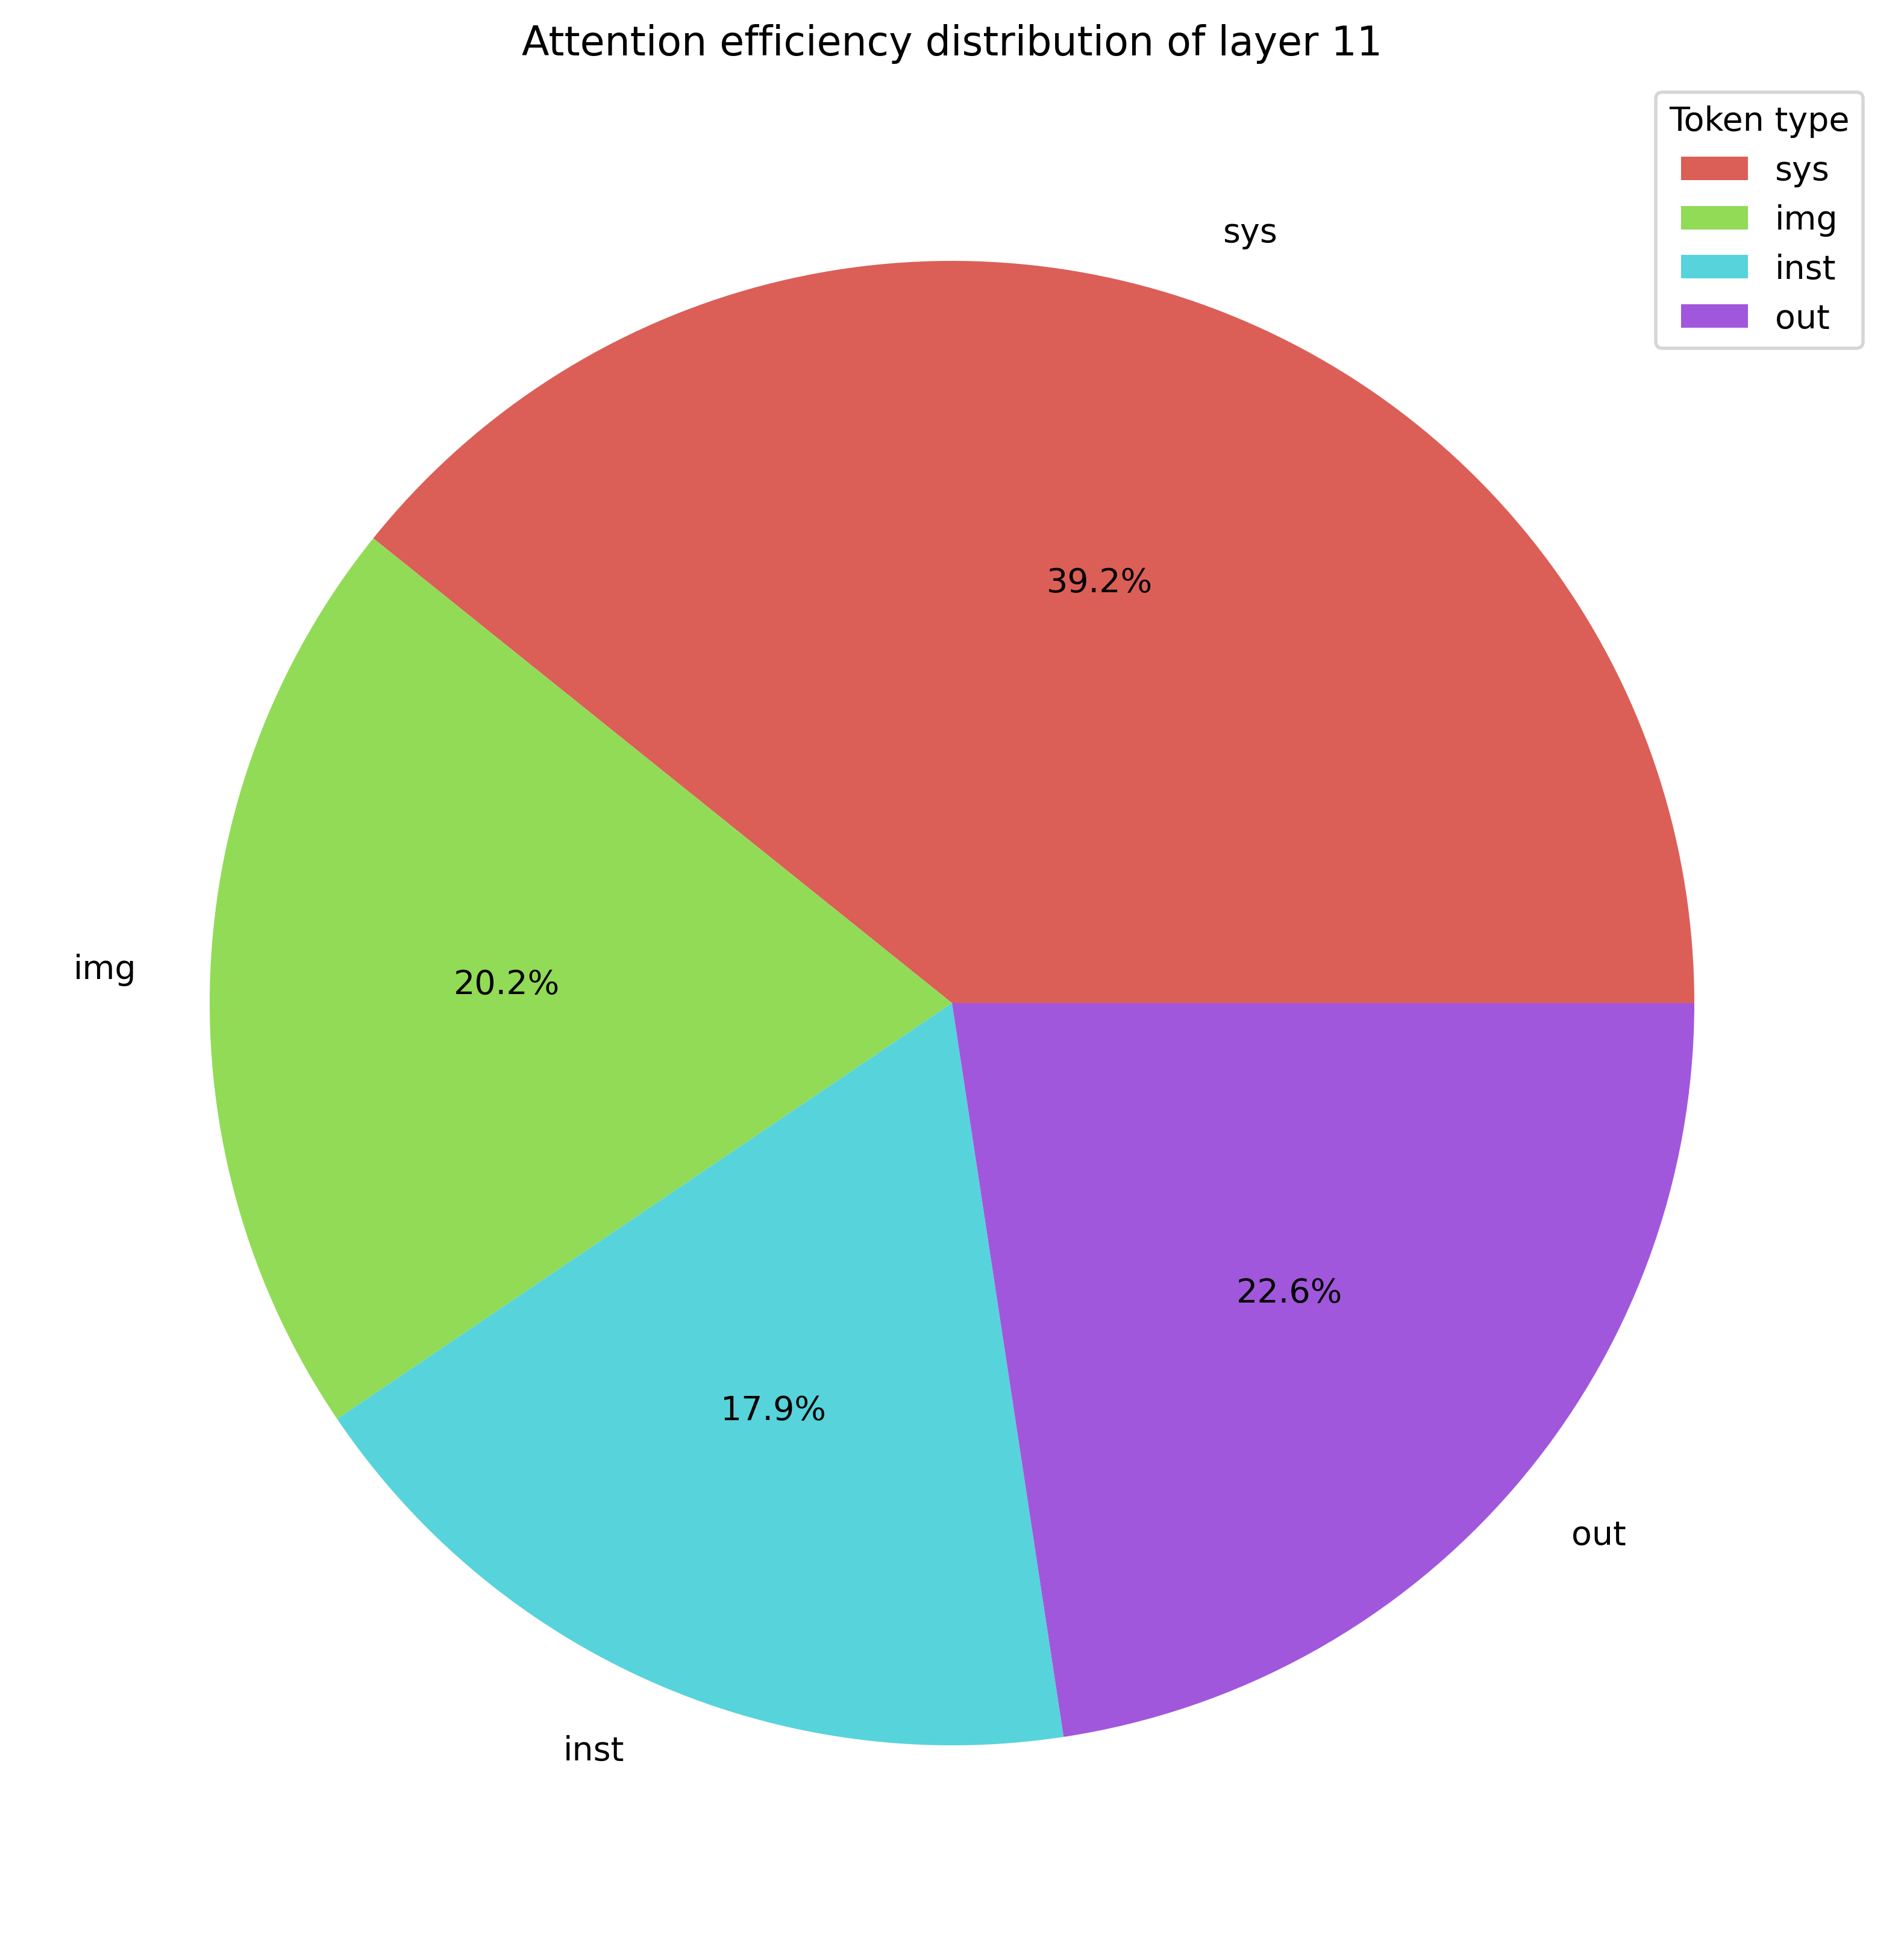 Attention efficiency distribution of layer 11
Token type
sys
img
inst
out
sys
39.2%
img
20.2%
22.6%
17.9%
out
inst